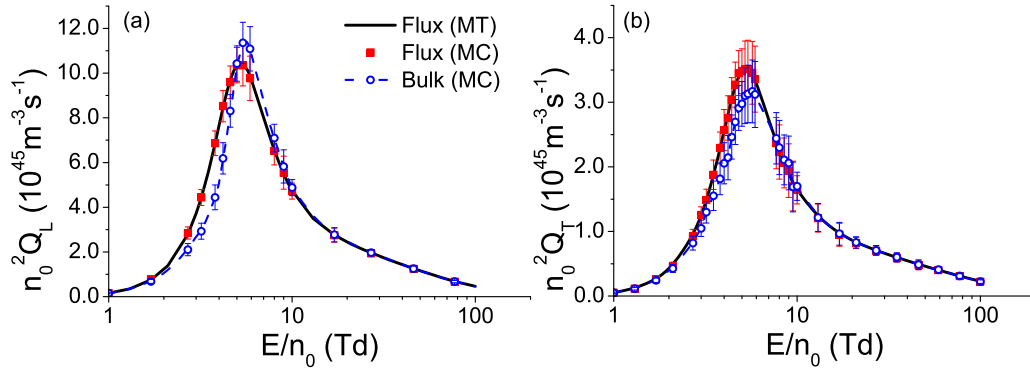 (a)
Flux (MT)
Flux (MC)
Bulk (MC)
n₀²Q_L (10⁴⁵m⁻³s⁻¹)
12.0
10.0
8.0
6.0
4.0
2.0
0.0
1 10 100
E/n₀ (Td)
(b)
n₀²Q_T (10⁴⁵m⁻³s⁻¹)
4.0
3.0
2.0
1.0
0.0
1 10 100
E/n₀ (Td)